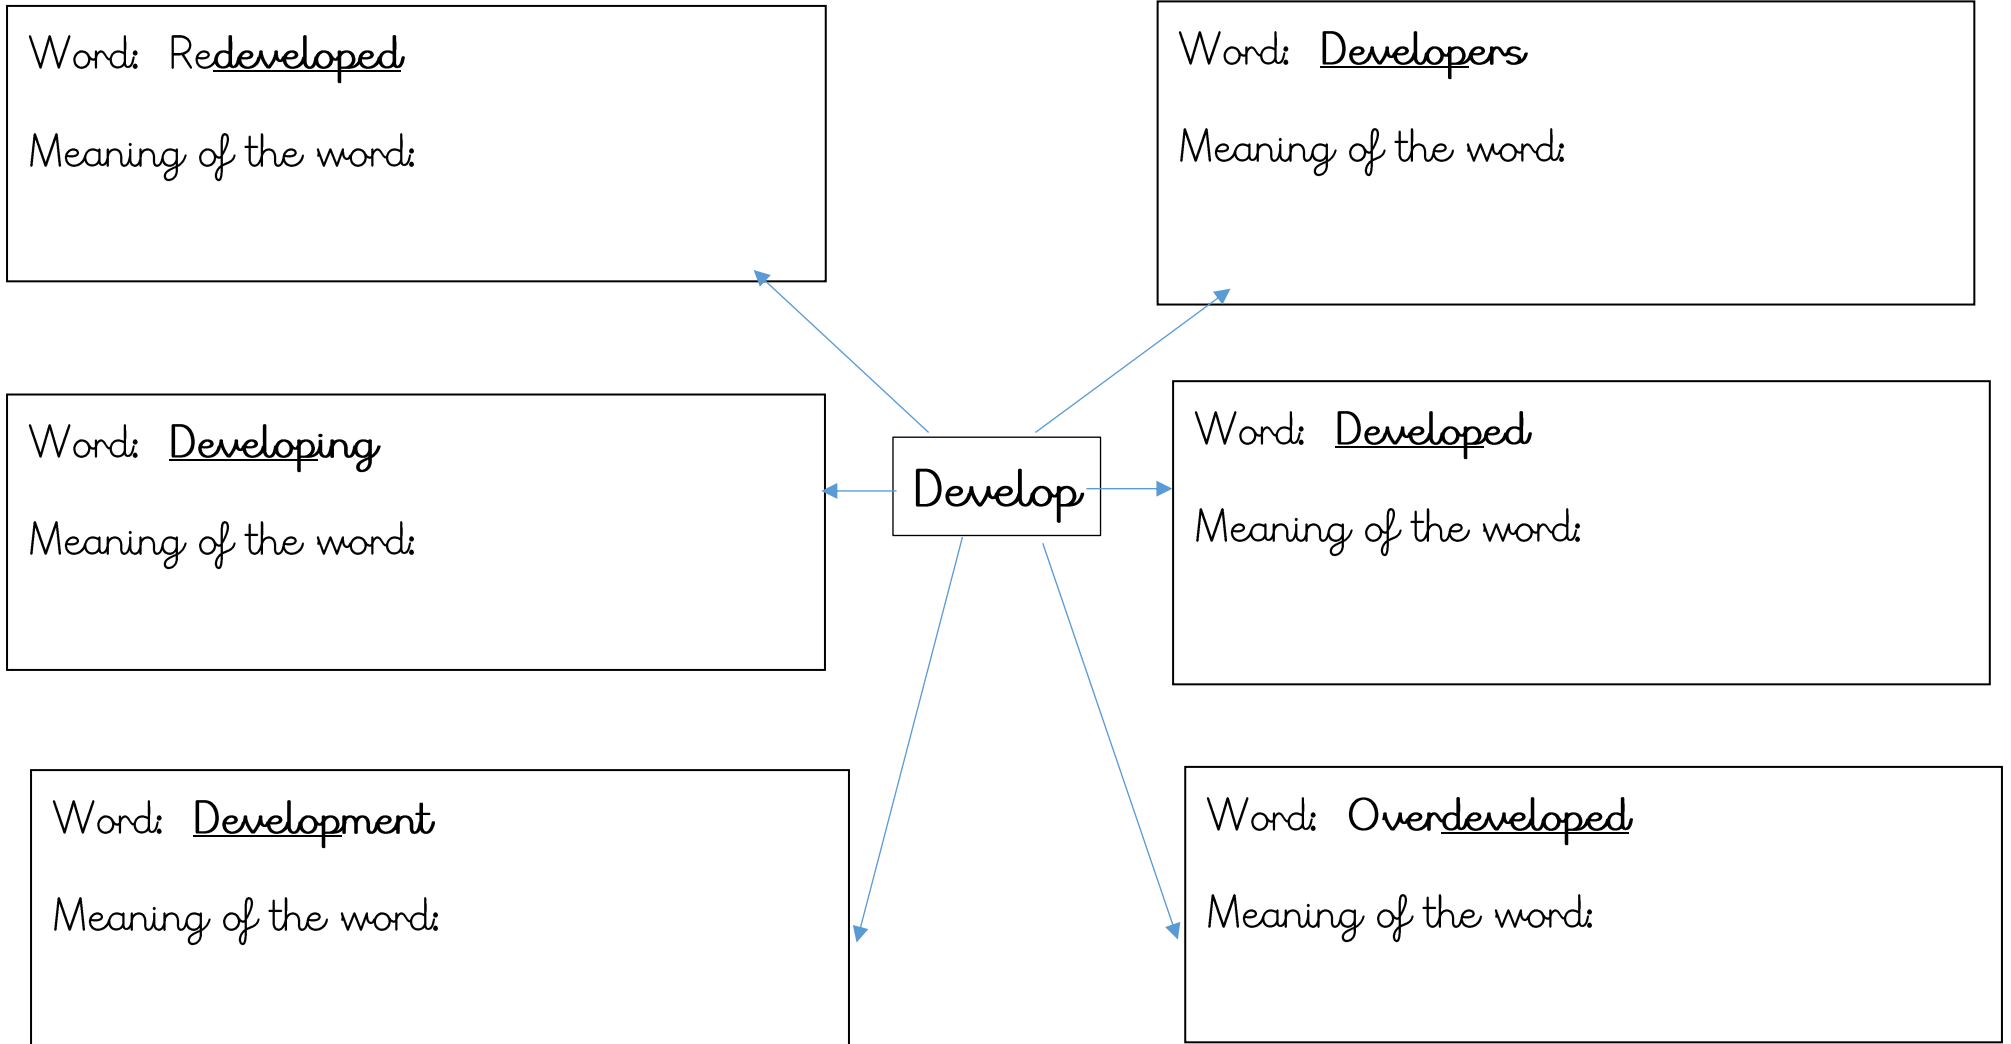 Word: Redeveloped
Meaning of the word:
Word: Developers
Meaning of the word:
Word: Developing
Meaning of the word:
Develop
Word: Developed
Meaning of the word:
Word: Development
Meaning of the word:
Word: Overdeveloped
Meaning of the word: